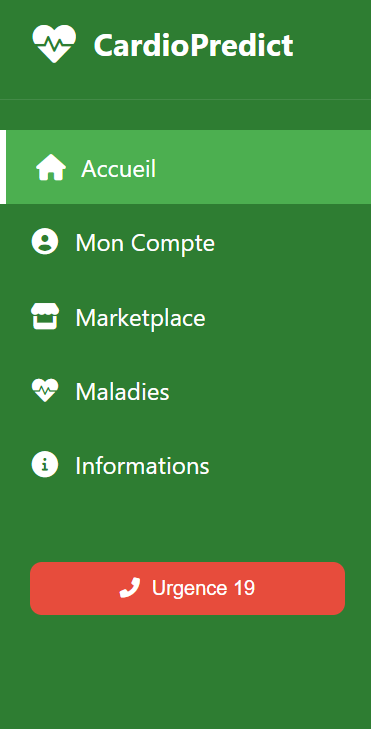 CardioPredict
Accueil
Mon Compte
Marketplace
Maladies
Informations
Urgence 19